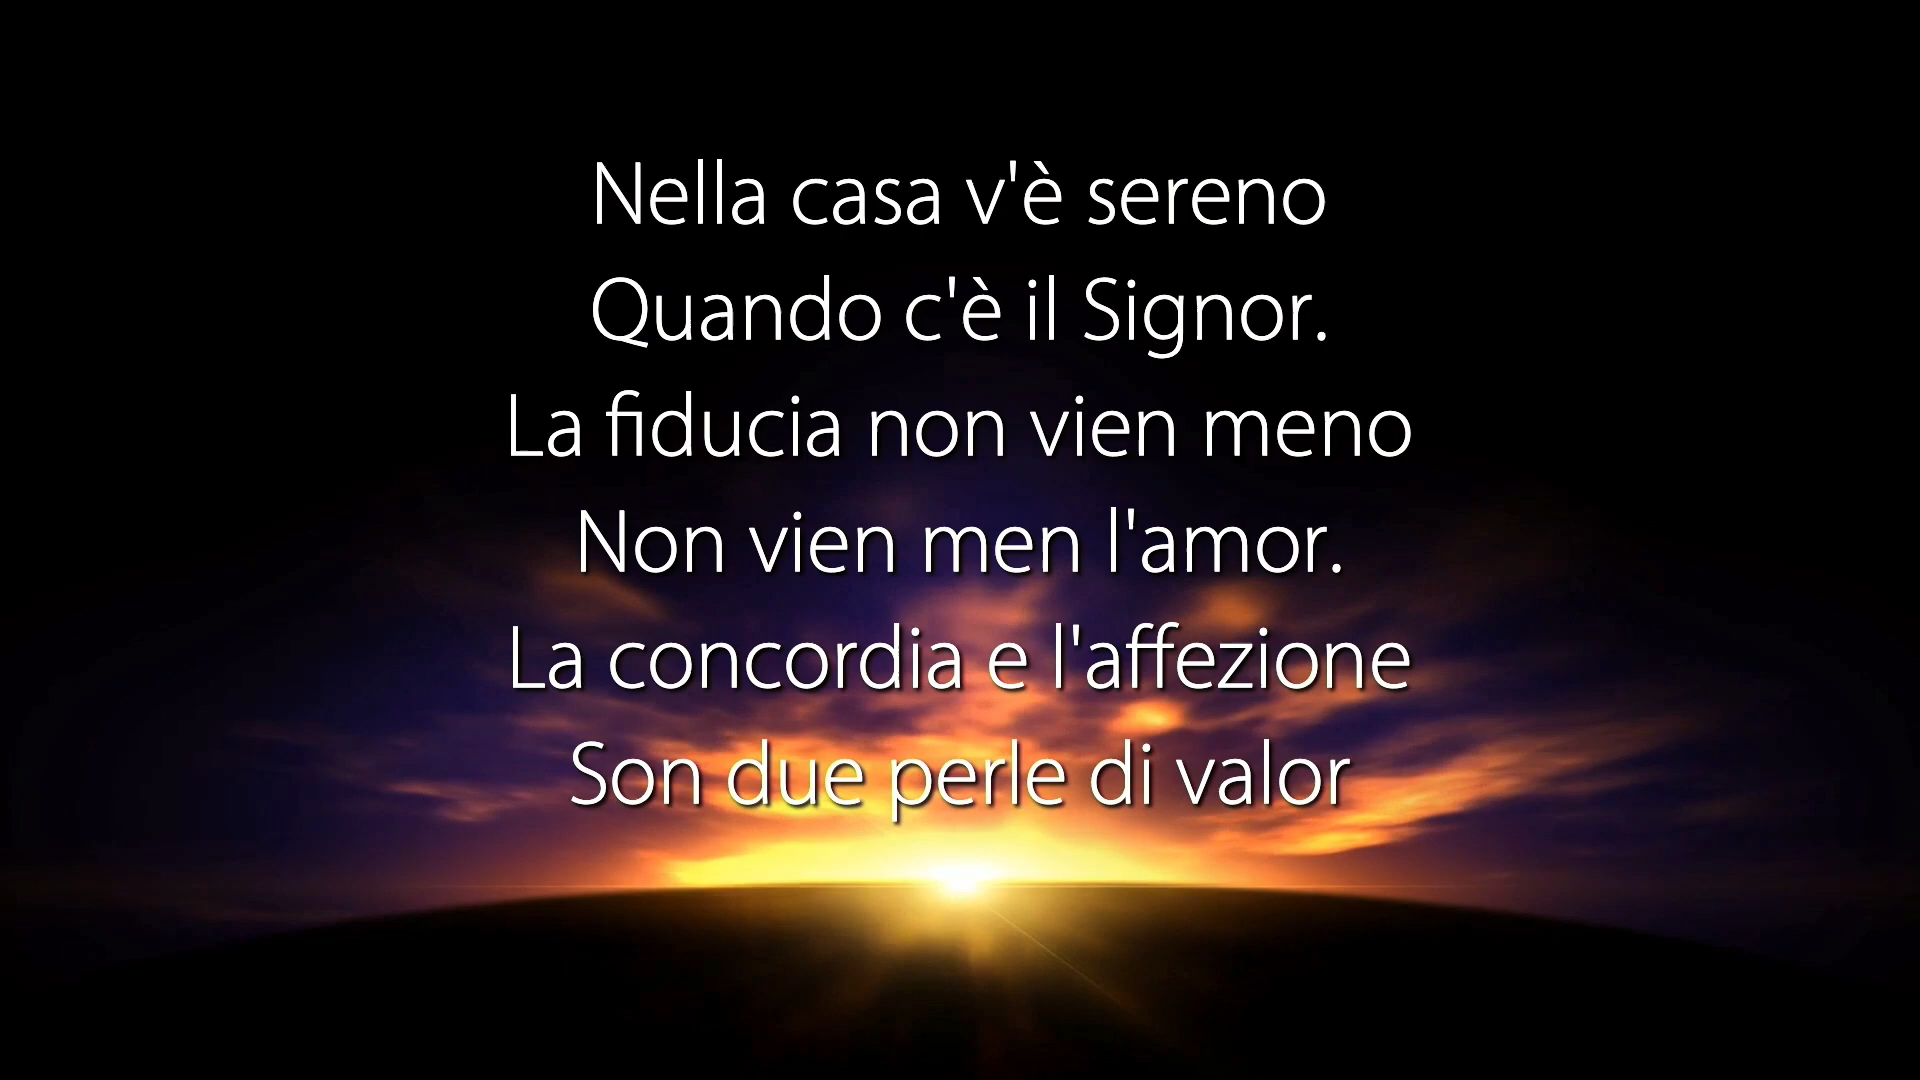 Nella casa v'è sereno
Quando c'è il Signor.
La fiducia non vien meno
Non vien men l'amor.
La concordia e l'affezione
Son due perle di valor